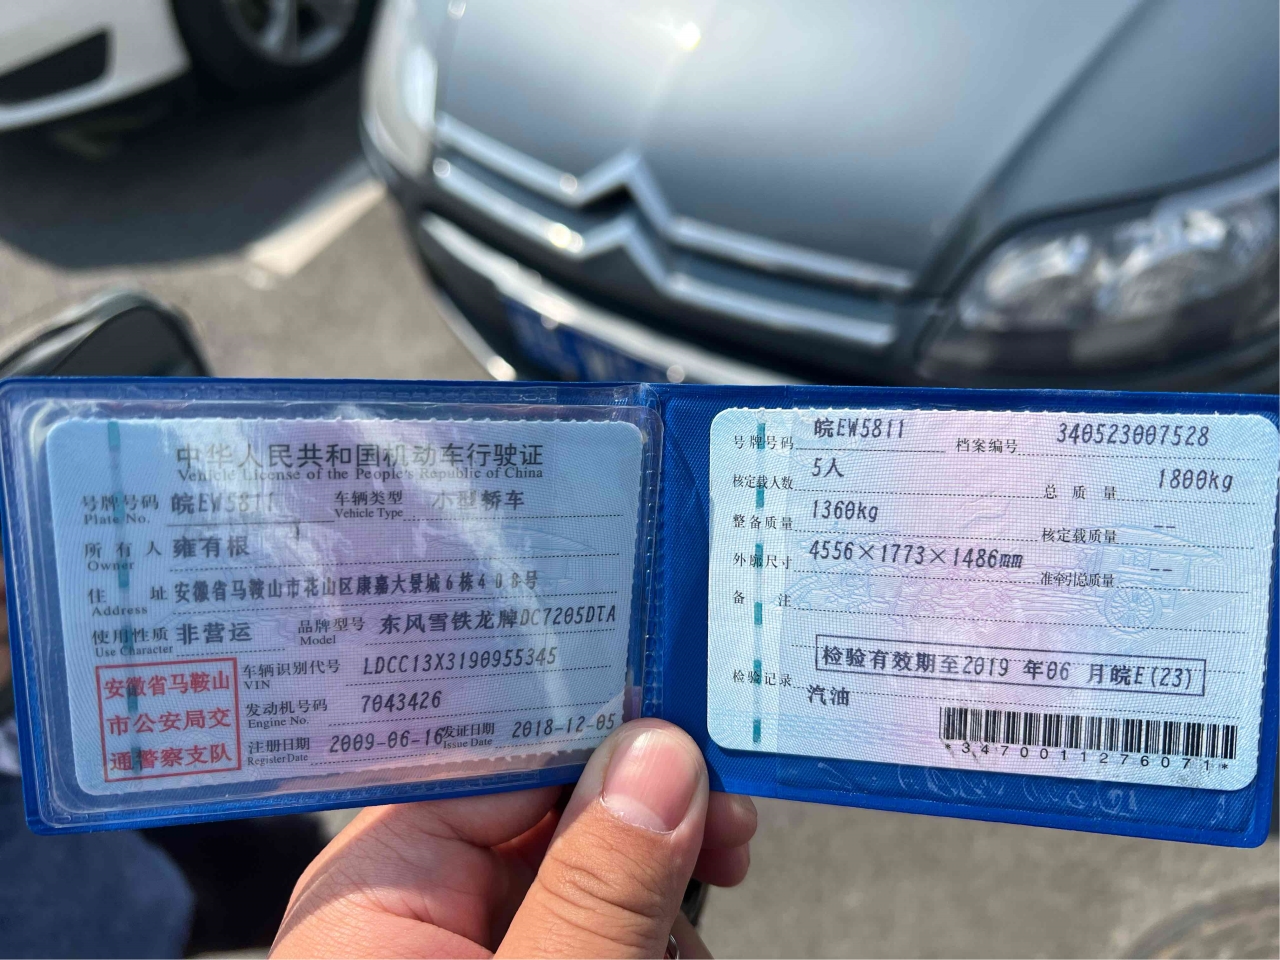 中华人民共和国机动车行驶证
Vehicle License of the People's Republic of China
号牌号码 皖EW5811 车辆类型 小型轿车
Plate No. Vehicle Type
所有人 雍有根
Owner
住址 安徽省马鞍山市花山区康嘉大景城6栋408号
Address
使用性质 非营运 品牌型号 东风雪铁龙牌DC7205DTA
Use Character Model
安徽省马鞍山
市公安局交
通警察支队
车辆识别代号 LDCC13X3190955345
VIN
发动机号码 7043426
Engine No.
注册日期 2009-06-16 发证日期 2018-12-05
Register Date Issue Date
号牌号码 皖EW5811 档案编号 340523007528
核定载人数 5人 总质量 1800kg
整备质量 1360kg 核定载质量 --
外廓尺寸 4556×1773×1486mm 准牵引总质量 --
备注
检验记录 检验有效期至2019 年06 月皖E(23)
汽油
*3470011276071*